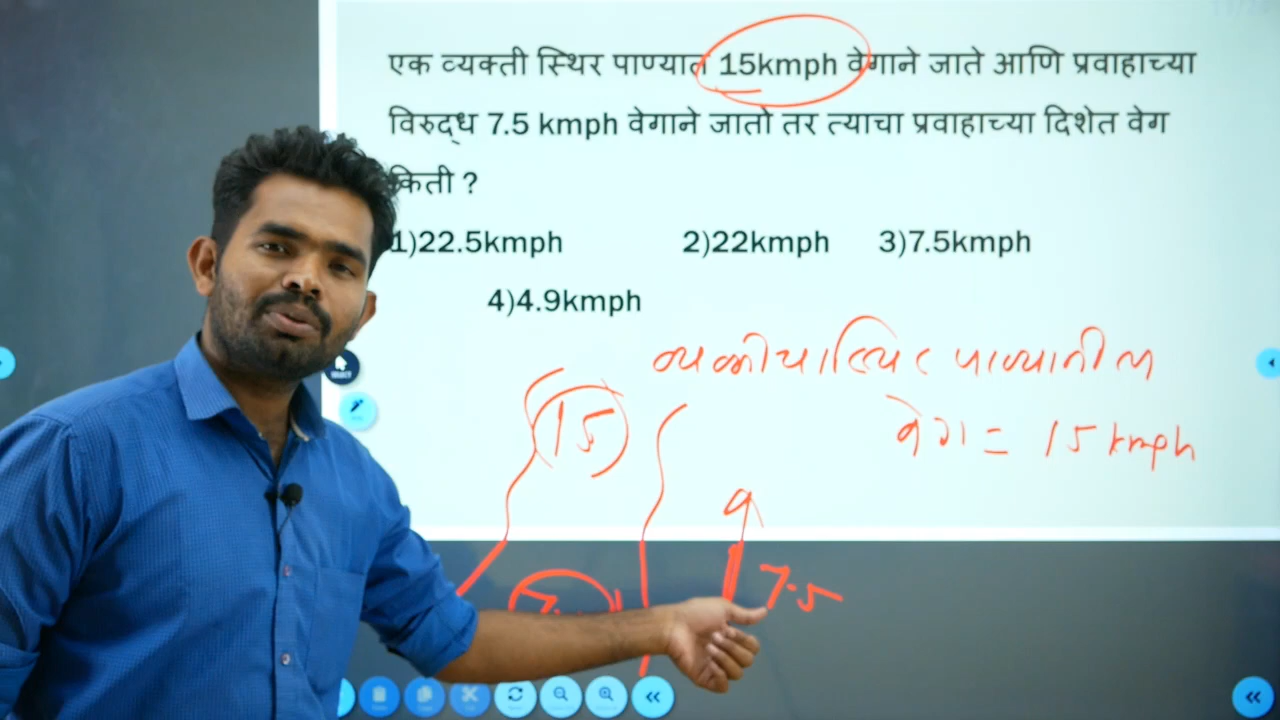 एक व्यक्ती स्थिर पाण्यात 15kmph वेगाने जाते आणि प्रवाहाच्या
विरुद्ध 7.5 kmph वेगाने जातो तर त्याचा प्रवाहाच्या दिशेत वेग
किती ?
1)22.5kmph 2)22kmph 3)7.5kmph
4)4.9kmph
व्यक्तीचा स्थिर पाण्यातील
15 वेग = 15 kmph
7.5